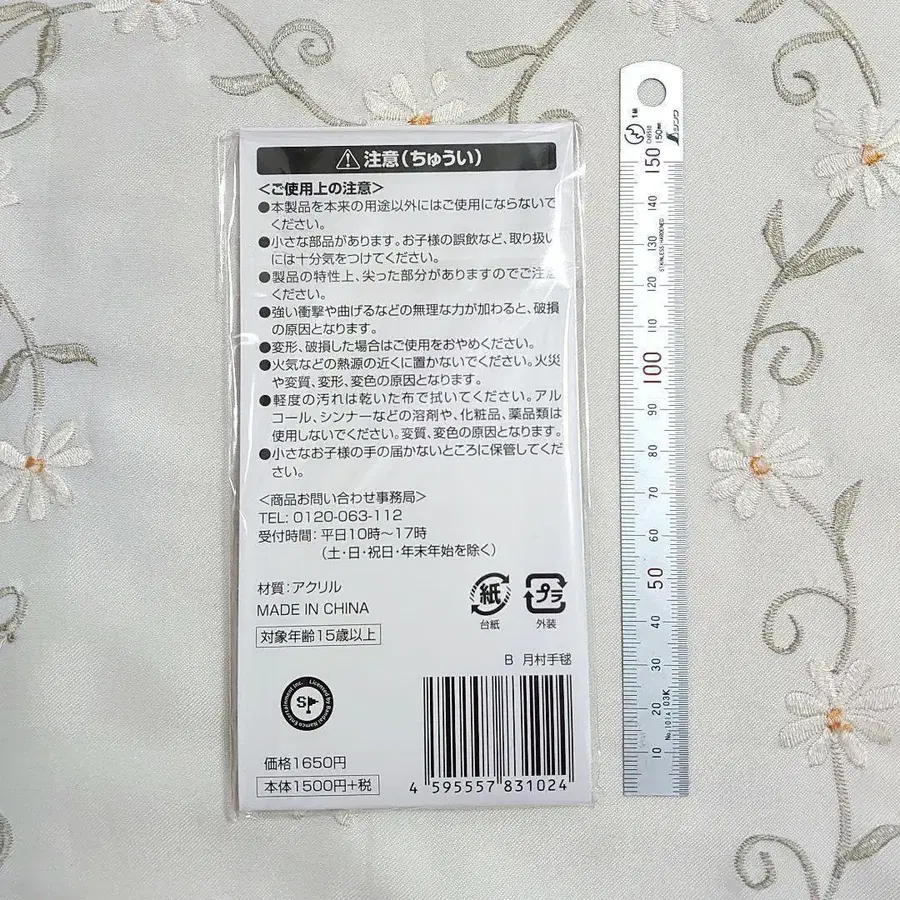 注意(ちゅうい)
<ご使用上の注意>
●本製品を本来の用途以外にはご使用にならないで
ください。
●小さな部品があります。お子様の誤飲など、取り扱い
には十分気をつけてください。
●製品の特性上、尖った部分がありますのでご注意
ください。
●強い衝撃や曲げるなどの無理な力が加わると、破損
の原因となります。
●変形、破損した場合はご使用をおやめください。
●火気などの熱源の近くに置かないでください。火災
や変質、変形、変色の原因となります。
●軽度の汚れは乾いた布で拭いてください。アル
コール、シンナーなどの溶剤や、化粧品、薬品類は
使用しないでください。変質、変色の原因となります。
●小さなお子様の手の届かないところに保管してくだ
さい。
<商品お問い合わせ事務局>
TEL: 0120-063-112
受付時間:平日10時〜17時
(土・日・祝日・年末年始を除く)
材質:アクリル
MADE IN CHINA
対象年齢15歳以上
紙
台紙
プラ
外装
B 月村手毬
S
Licensed by Bandai Namco Entertainment Inc.
価格1650円
本体1500円+税
4 595557 831024
1級
150㎜
シンワ
150
140
130
STAINLESS HARDENED
120
110
100
90
80
70
60
50
40
30
20
10
No.101A 03K